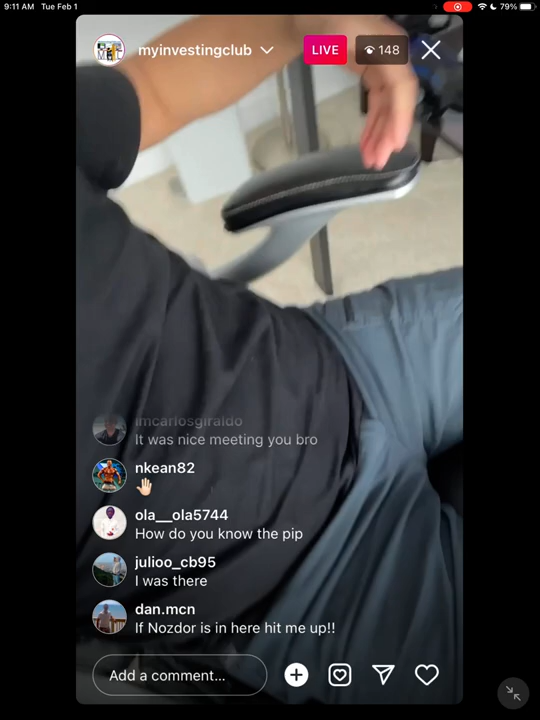 9:11 AM Tue Feb 1
79%
myinvestingclub
LIVE
148
imcarlosgiraldo
It was nice meeting you bro
nkean82
ola__ola5744
How do you know the pip
julioo_cb95
I was there
dan.mcn
If Nozdor is in here hit me up!!
Add a comment...